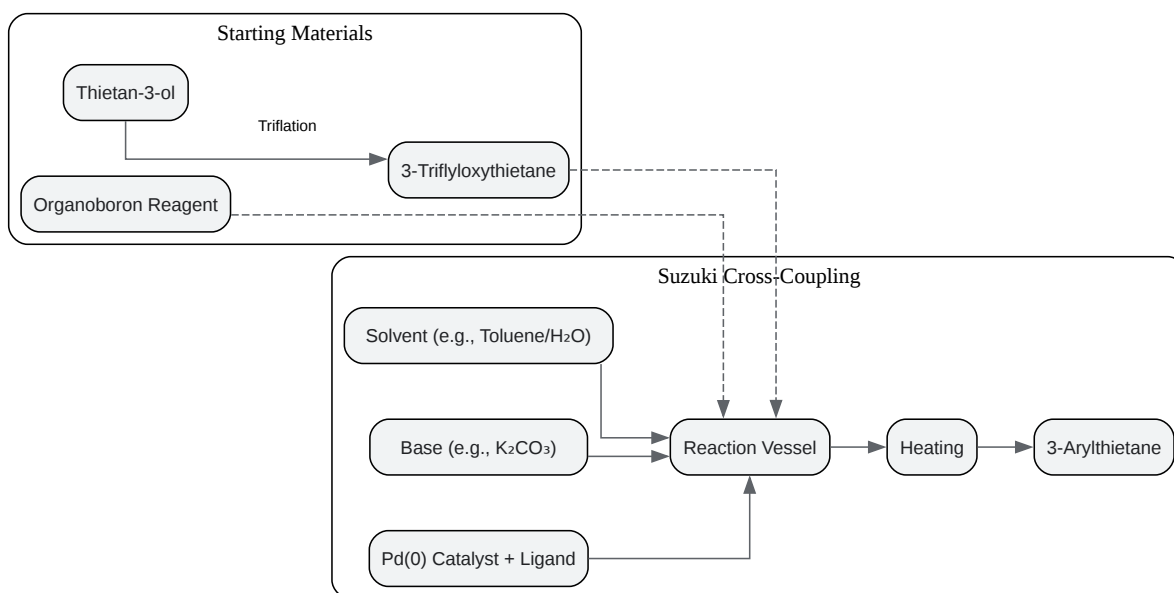 Starting Materials
Thietan-3-ol
Triflation
3-Triflyloxythietane
Organoboron Reagent
Suzuki Cross-Coupling
Solvent (e.g., Toluene/H₂O)
Base (e.g., K₂CO₃)
Reaction Vessel
Heating
3-Arylthietane
Pd(0) Catalyst + Ligand